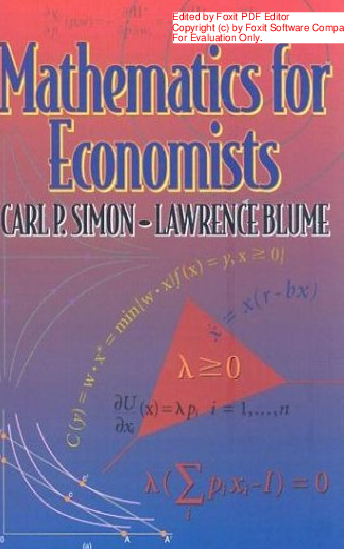 Edited by Foxit PDF Editor
Copyright (c) by Foxit Software Compa
For Evaluation Only.
Mathematics for
Economists
CARL P. SIMON - LAWRENCE BLUME
C(y) = w • x* = min{w • x|f(x) = y, x ≥ 0}
ẋ = x(r - bx)
λ ≥ 0
∂U/∂xᵢ (x) = λpᵢ i = 1,...,n
λ(∑ᵢ pᵢxᵢ-I) = 0
0 A A'
(a)